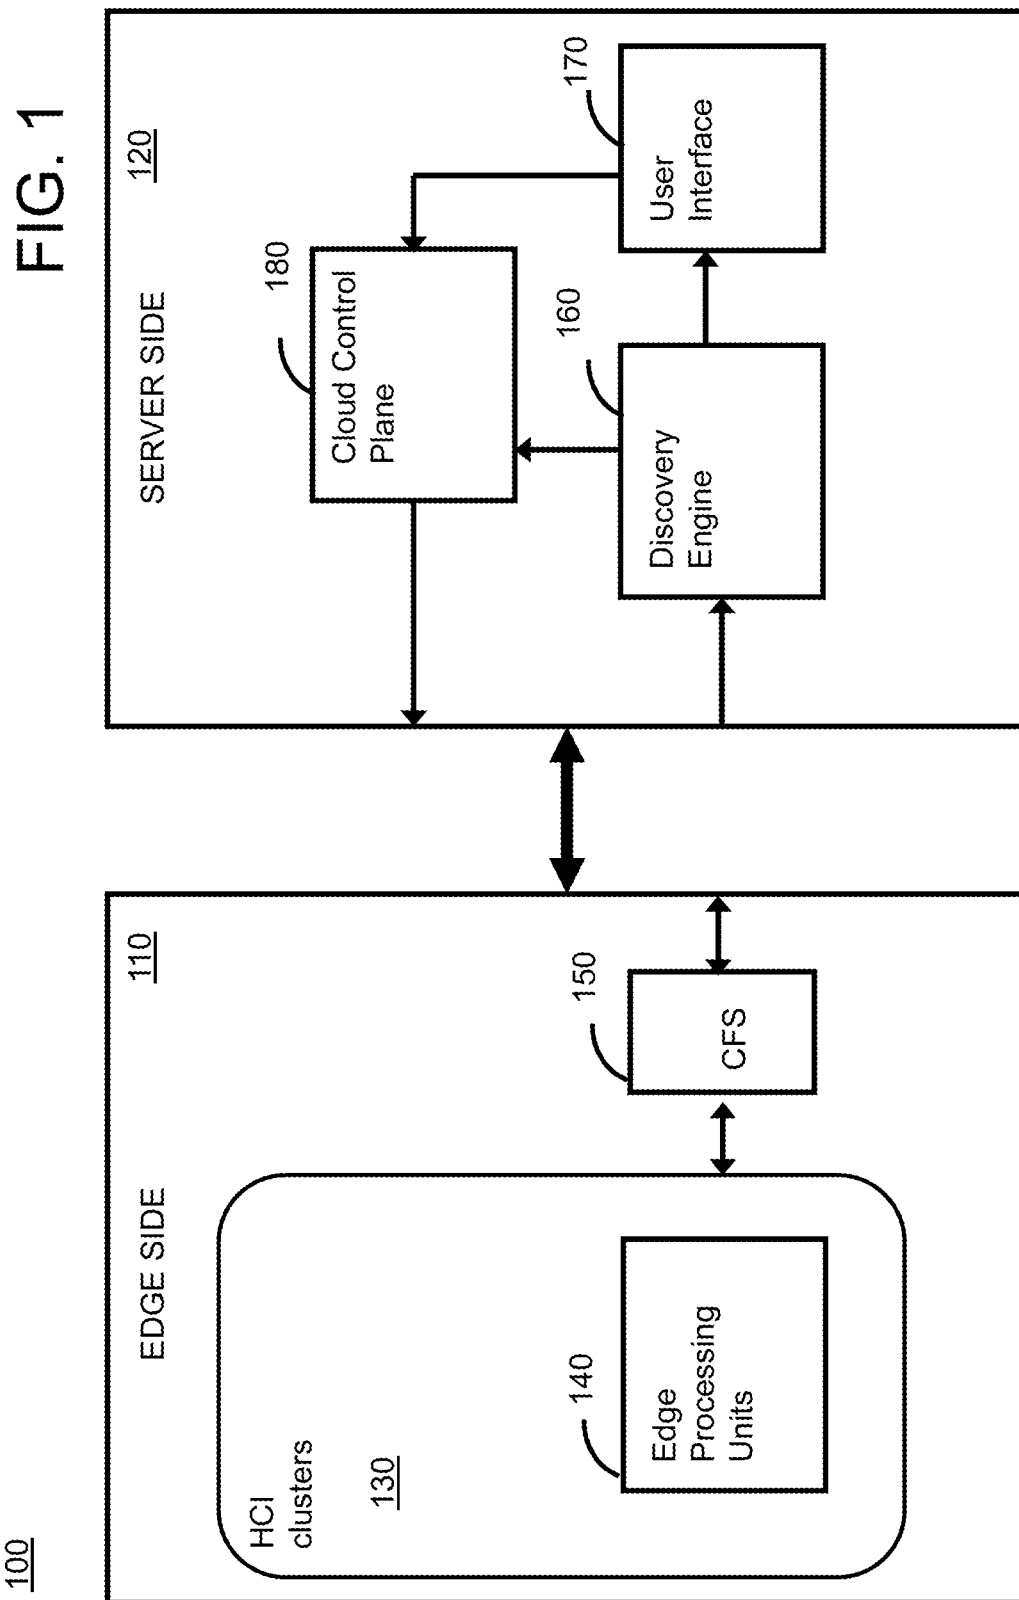 FIG. 1
100
EDGE SIDE
110
HCI
clusters
130
140
Edge
Processing
Units
150
CFS
SERVER SIDE
120
180
Cloud Control
Plane
160
Discovery
Engine
170
User
Interface